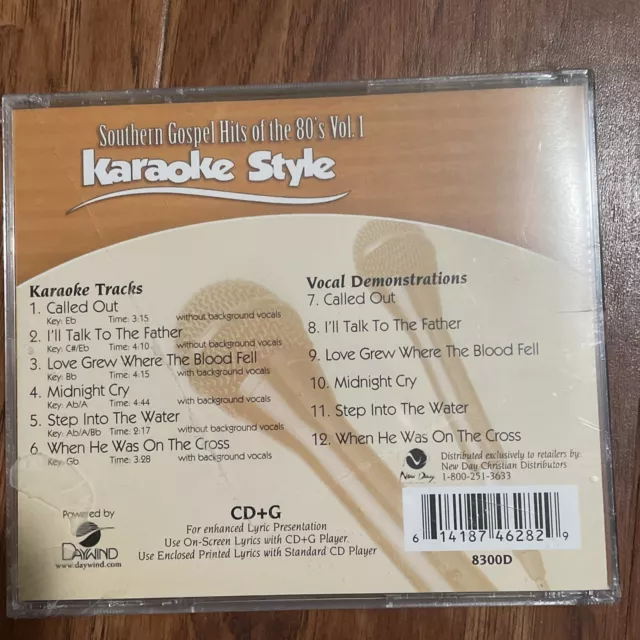 Southern Gospel Hits of the 80's Vol. 1
Karaoke Style
Karaoke Tracks
1. Called Out
Key: Eb Time: 3:15 without background vocals
2. I'll Talk To The Father
Key: C#/Eb Time: 4:10 without background vocals
3. Love Grew Where The Blood Fell
Key: Bb Time: 4:15 with background vocals
4. Midnight Cry
Key: Ab/A Time: 4:44 with background vocals
5. Step Into The Water
Key: Ab/A/Bb Time: 2:17 without background vocals
6. When He Was On The Cross
Key: Gb Time: 3:28 with background vocals
Vocal Demonstrations
7. Called Out
8. I'll Talk To The Father
9. Love Grew Where The Blood Fell
10. Midnight Cry
11. Step Into The Water
12. When He Was On The Cross
New Day
Distributed exclusively to retailers by:
New Day Christian Distributors
1-800-251-3633
Powered by
DAYWIND
www.daywind.com
CD+G
For enhanced Lyric Presentation
Use On-Screen Lyrics with CD+G Player.
Use Enclosed Printed Lyrics with Standard CD Player
6 14187 46282 9
8300D